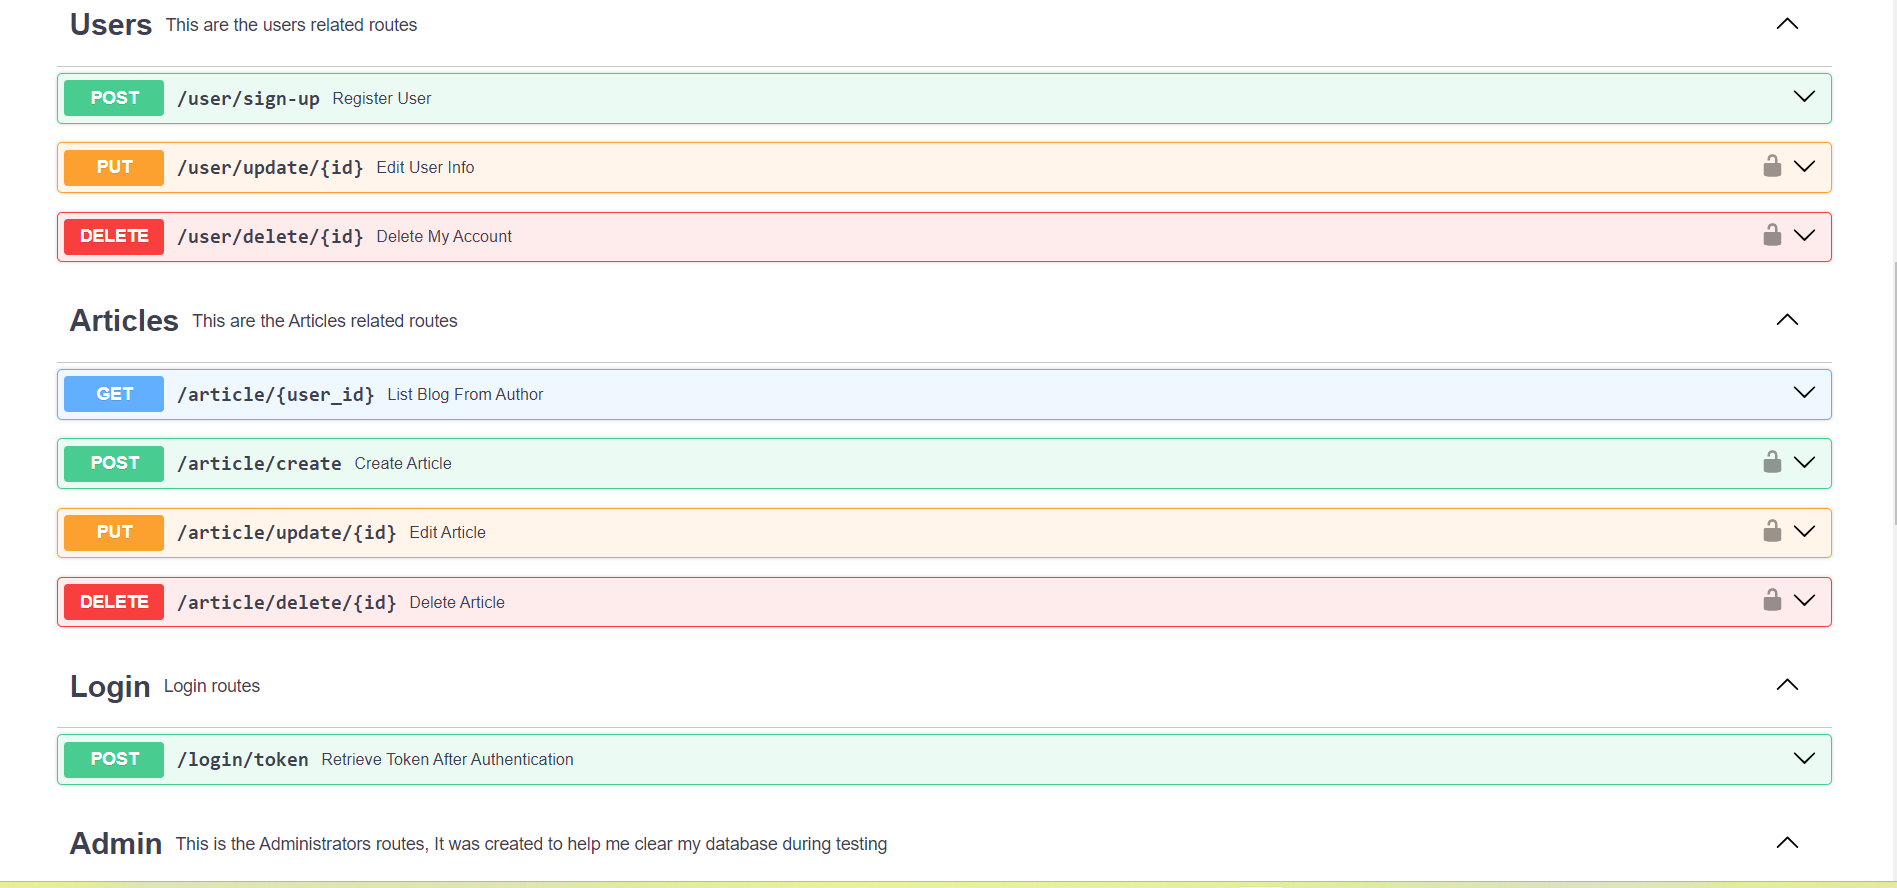 Users This are the users related routes
POST /user/sign-up Register User
PUT /user/update/{id} Edit User Info
DELETE /user/delete/{id} Delete My Account
Articles This are the Articles related routes
GET /article/{user_id} List Blog From Author
POST /article/create Create Article
PUT /article/update/{id} Edit Article
DELETE /article/delete/{id} Delete Article
Login Login routes
POST /login/token Retrieve Token After Authentication
Admin This is the Administrators routes, It was created to help me clear my database during testing